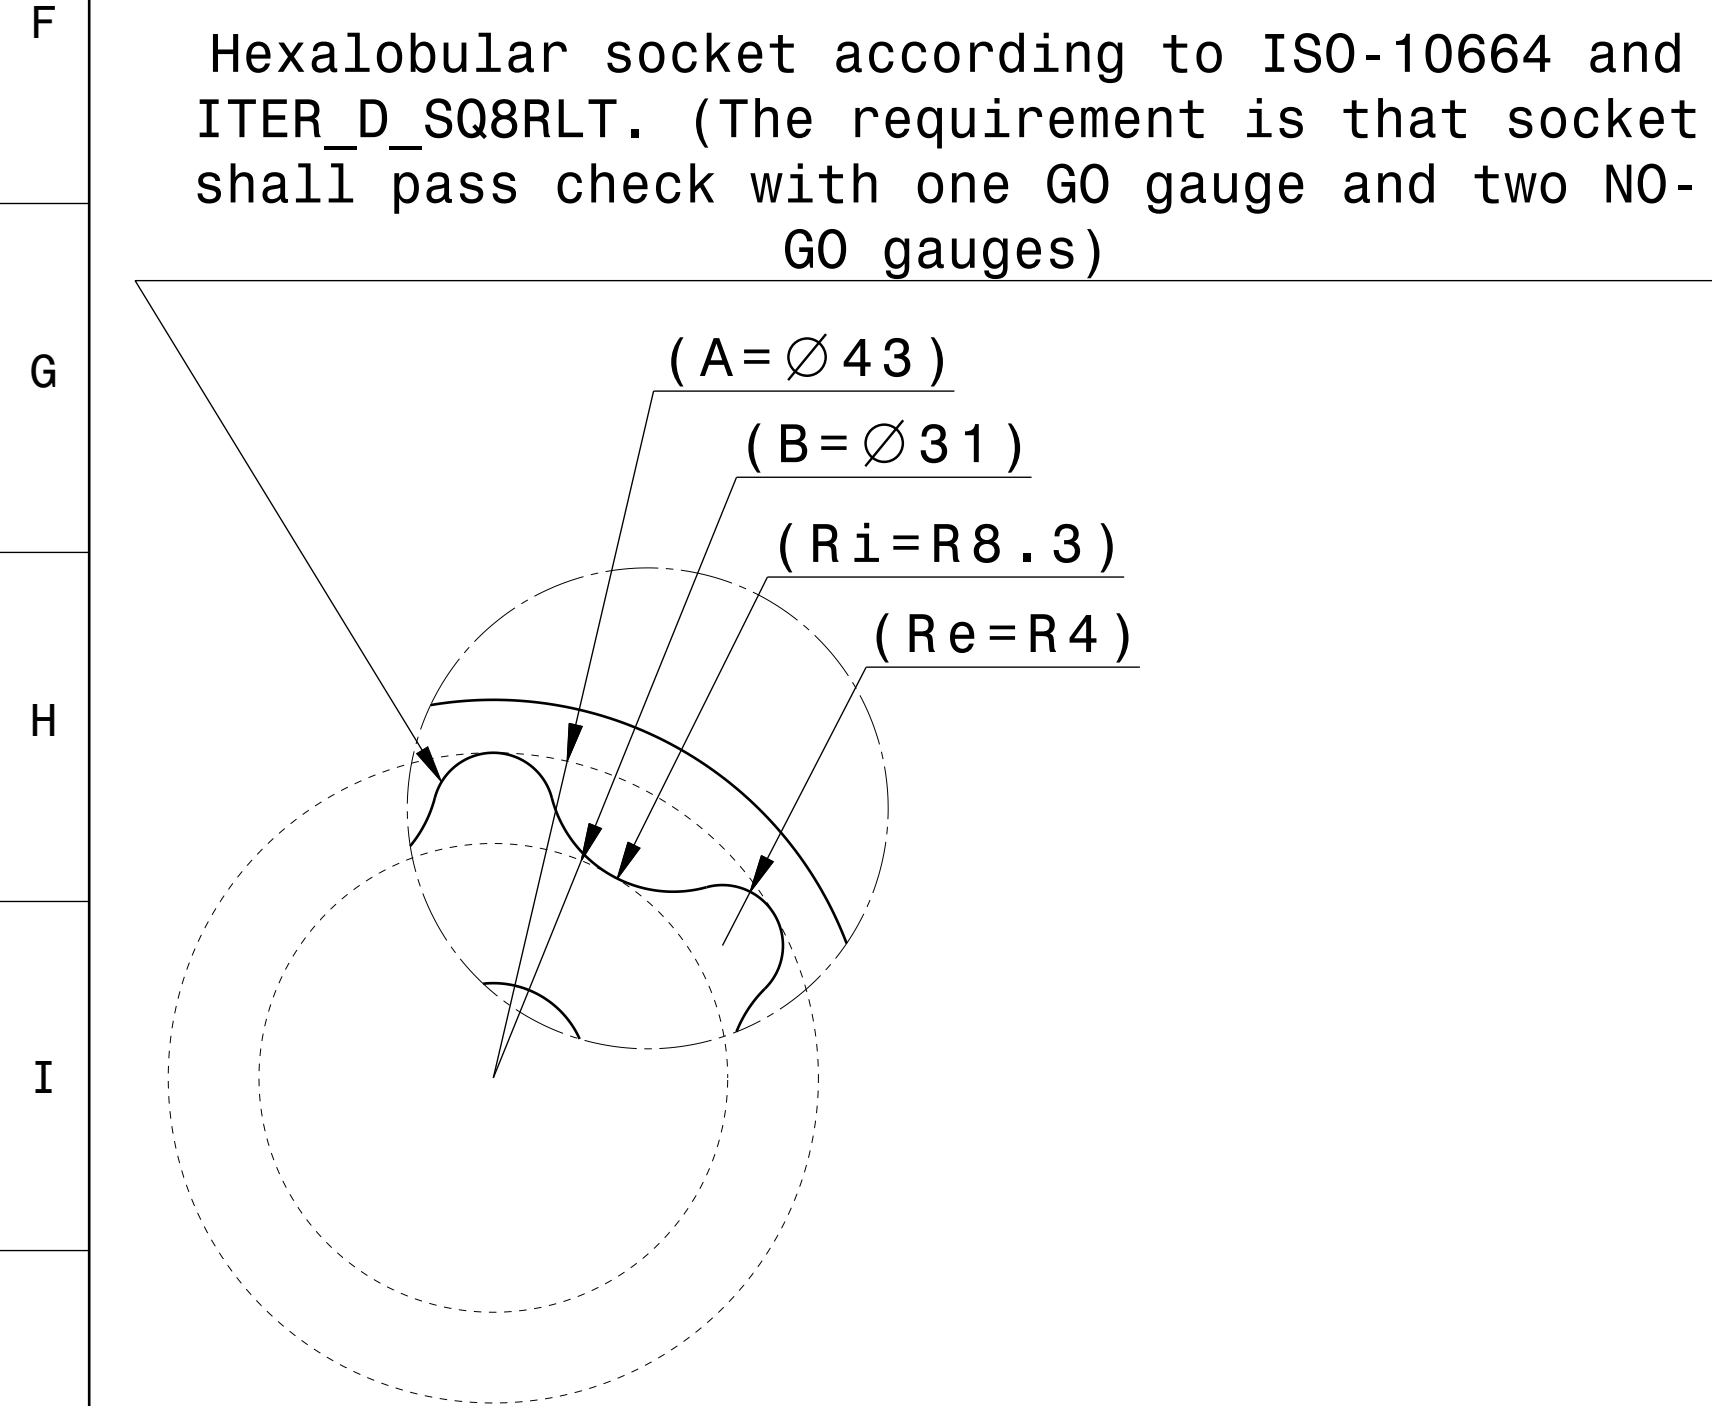 F
Hexalobular socket according to ISO-10664 and
ITER_D_SQ8RLT. (The requirement is that socket
shall pass check with one GO gauge and two NO-
GO gauges)
G
(A=∅43)
(B=∅31)
(Ri=R8.3)
(Re=R4)
H
I